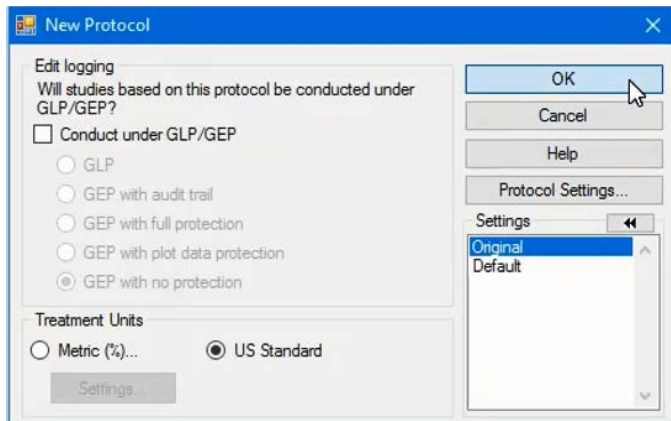 New Protocol
Edit logging
Will studies based on this protocol be conducted under
GLP/GEP?
Conduct under GLP/GEP
GLP
GEP with audit trail
GEP with full protection
GEP with plot data protection
GEP with no protection
Treatment Units
Metric (%)...
US Standard
Settings...
OK
Cancel
Help
Protocol Settings...
Settings
Original
Default